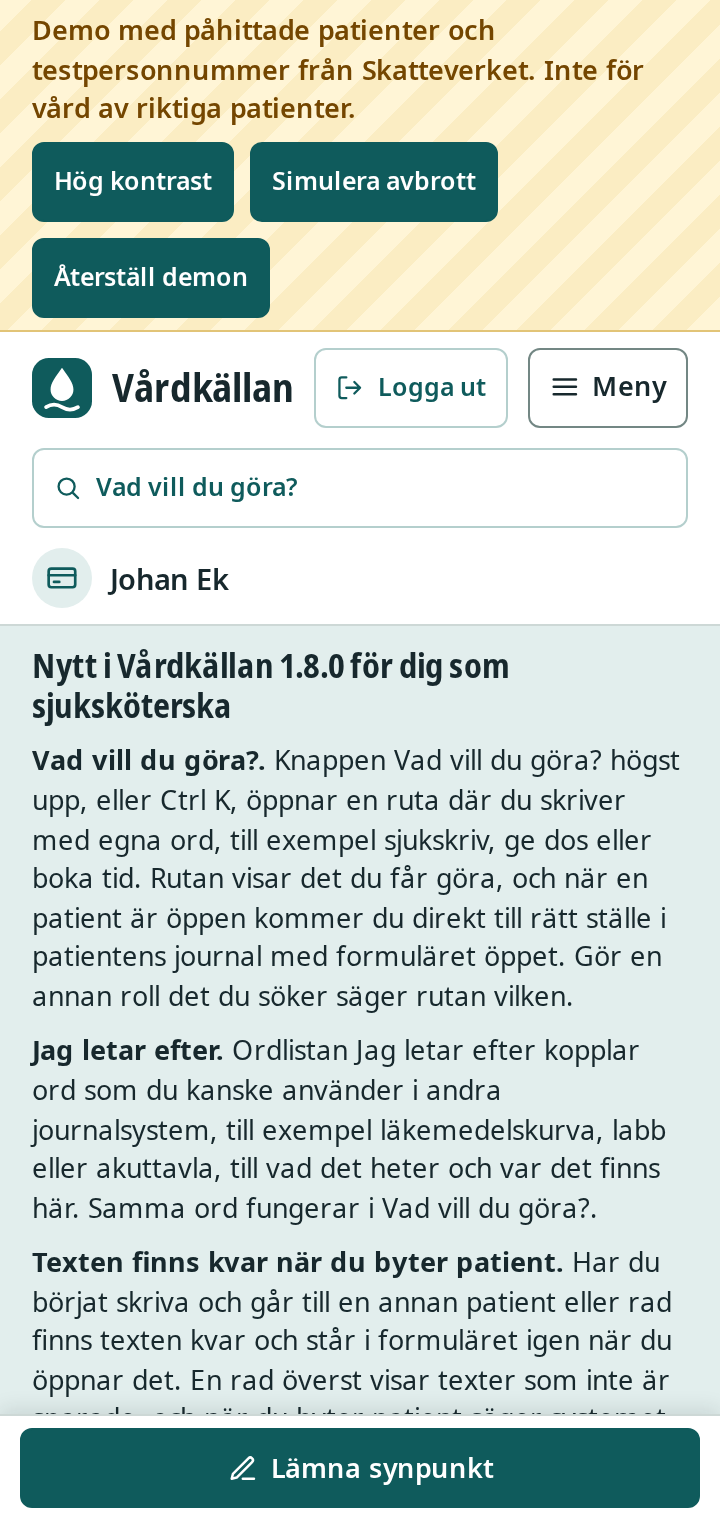 Demo med påhittade patienter och
testpersonnummer från Skatteverket. Inte för
vård av riktiga patienter.
Hög kontrast
Simulera avbrott
Återställ demon
Vårdkällan
Logga ut
Meny
Vad vill du göra?
Johan Ek
Nytt i Vårdkällan 1.8.0 för dig som
sjuksköterska
Vad vill du göra?. Knappen Vad vill du göra? högst
upp, eller Ctrl K, öppnar en ruta där du skriver
med egna ord, till exempel sjukskriv, ge dos eller
boka tid. Rutan visar det du får göra, och när en
patient är öppen kommer du direkt till rätt ställe i
patientens journal med formuläret öppet. Gör en
annan roll det du söker säger rutan vilken.
Jag letar efter. Ordlistan Jag letar efter kopplar
ord som du kanske använder i andra
journalsystem, till exempel läkemedelskurva, labb
eller akuttavla, till vad det heter och var det finns
här. Samma ord fungerar i Vad vill du göra?.
Texten finns kvar när du byter patient. Har du
börjat skriva och går till en annan patient eller rad
finns texten kvar och står i formuläret igen när du
öppnar det. En rad överst visar texter som inte är
Lämna synpunkt